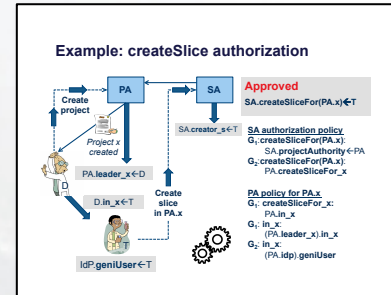 Example: createSlice authorization
PA
SA
Create
project
Project x
created
D
PA.leader_x←D
D.in_x←T
T
IdP.geniUser←T
Create
slice
in PA.x
SA.creator_s←T
Approved
SA.createSliceFor(PA.x)←T
SA authorization policy
G₁:createSliceFor(PA.x):
SA.projectAuthority←PA
G₂:createSliceFor(PA.x):
PA.createSliceFor_x
PA policy for PA.x
G₁: createSliceFor_x:
PA.in_x
G₁: in_x:
(PA.leader_x).in_x
G₂: in_x:
(PA.idp).geniUser